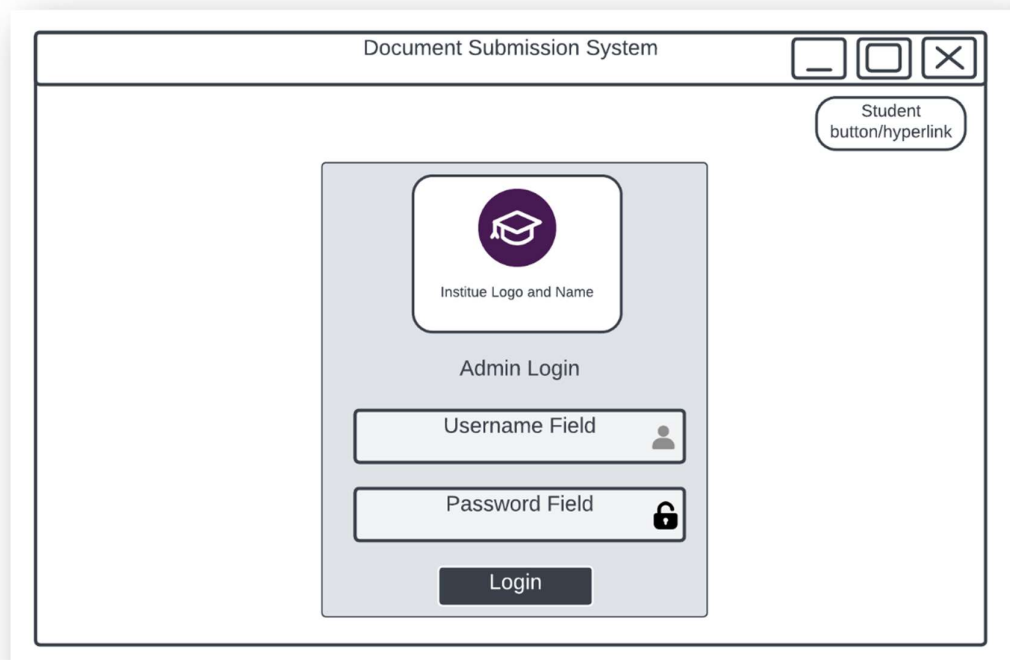 Document Submission System
Student
button/hyperlink
Institue Logo and Name
Admin Login
Username Field
Password Field
Login